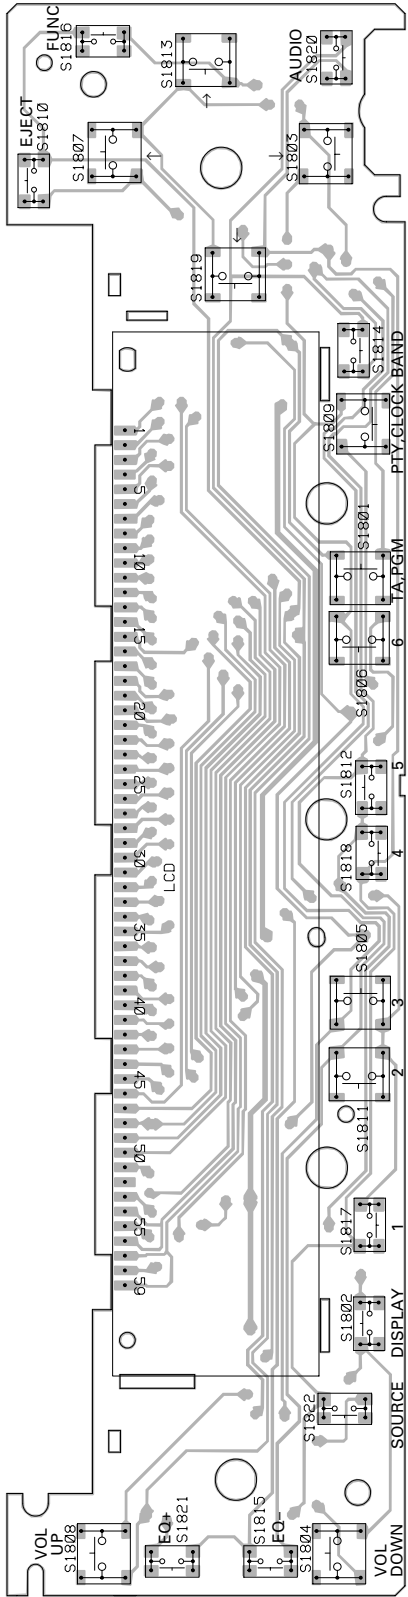 FUNC
S1816
S1813
AUDIO
S1820
EJECT
S1810
S1807
S1803
S1819
S1814
BAND
S1809
PTY,CLOCK
1
5
10
15
20
25
30
35
40
45
50
55
59
LCD
S1801
TA,PGM
6
S1806
5
S1812
4
S1818
S1805
3
2
S1811
1
S1817
DISPLAY
S1802
SOURCE
S1822
VOL
UP
S1808
EQ+
S1821
S1815
EQ-
S1804
VOL
DOWN